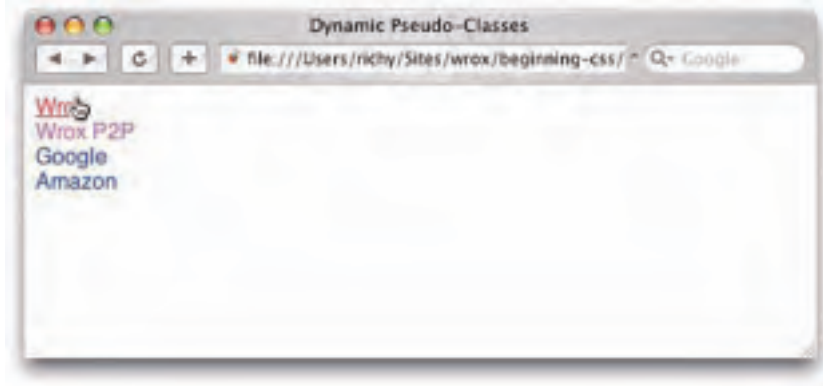 Dynamic Pseudo-Classes
file:///Users/richy/Sites/wrox/beginning-css/ Google
Wrox P2P
Google
Amazon